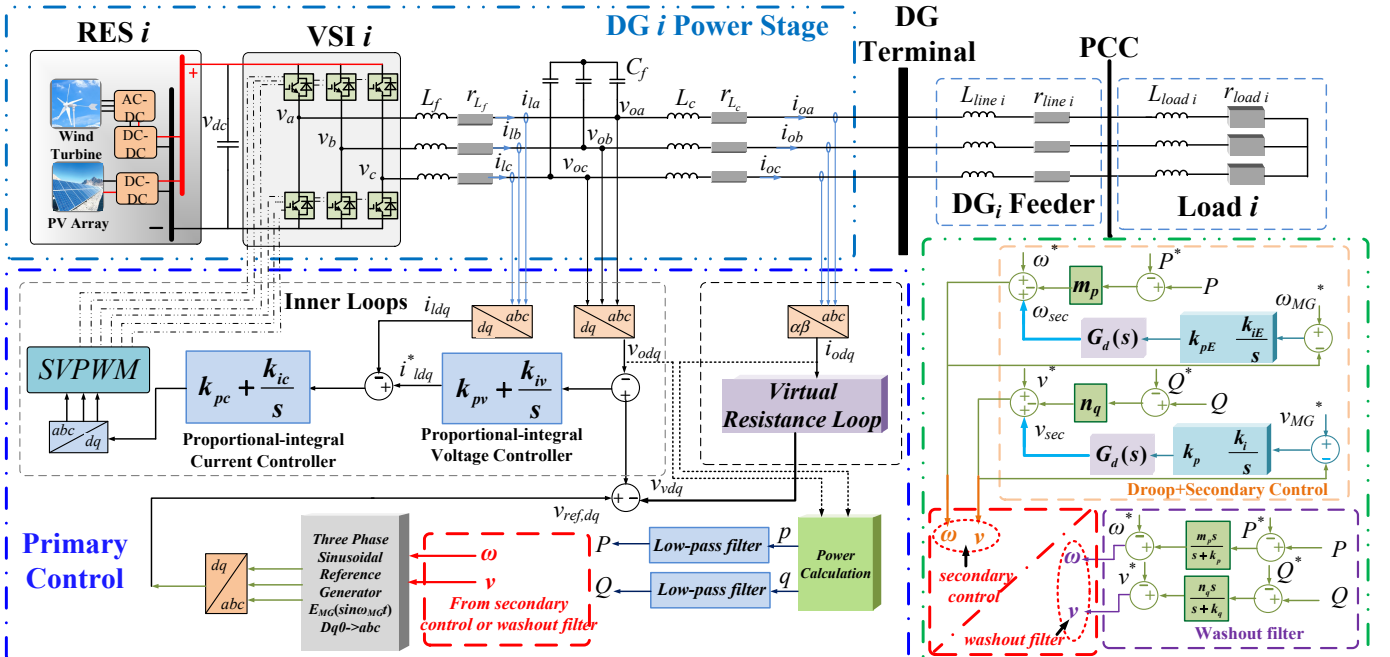 RES i
VSI i
DG i Power Stage
DG
Terminal
PCC
Wind
Turbine
AC-
DC
DC-
DC
DC-
DC
PV Array
+
−
v_dc
v_a
v_b
v_c
L_f
r_{L_f}
i_la
i_lb
i_lc
C_f
v_oa
v_ob
v_oc
L_c
r_{L_c}
i_oa
i_ob
i_oc
L_line i
r_line i
L_load i
r_load i
DG_i Feeder
Load i
Inner Loops
abc
dq
abc
dq
abc
αβ
i_ldq
v_odq
i_odq
SVPWM
k_pc + k_ic/s
i*_ldq
k_pv + k_iv/s
Virtual
Resistance Loop
abc
dq
Proportional-integral
Current Controller
Proportional-integral
Voltage Controller
v_vdq
v_ref,dq
Primary
Control
dq
abc
Three Phase
Sinusoidal
Reference
Generator
E_MG(sinω_MG t)
Dq0->abc
ω
v
From secondary
control or washout filter
P
Low-pass filter
p
Q
Low-pass filter
q
Power
Calculation
ω*
P*
m_p
P
ω_sec
ω_MG*
G_d(s)
k_pE
k_iE/s
v*
Q*
n_q
Q
v_sec
v_MG*
G_d(s)
k_p
k_i/s
Droop+Secondary Control
ω
v
secondary
control
washout filter
ω
v
ω*
P*
m_p s/(s + k_p)
P
v*
Q*
n_q s/(s + k_q)
Q
Washout filter